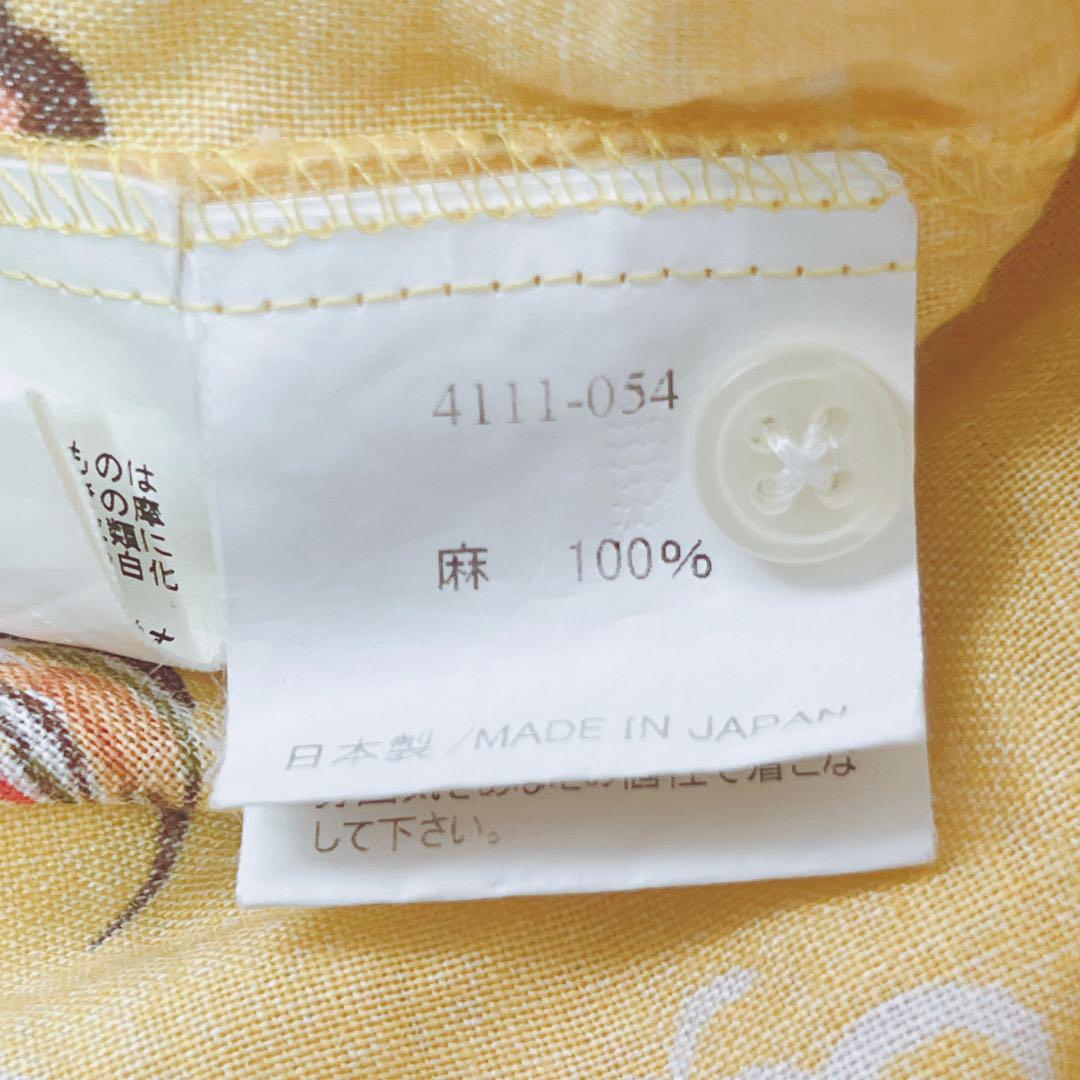 4111-054
麻 100%
日本製/MADE IN JAPAN
して下さい。
ものは
の摩
類に
白化